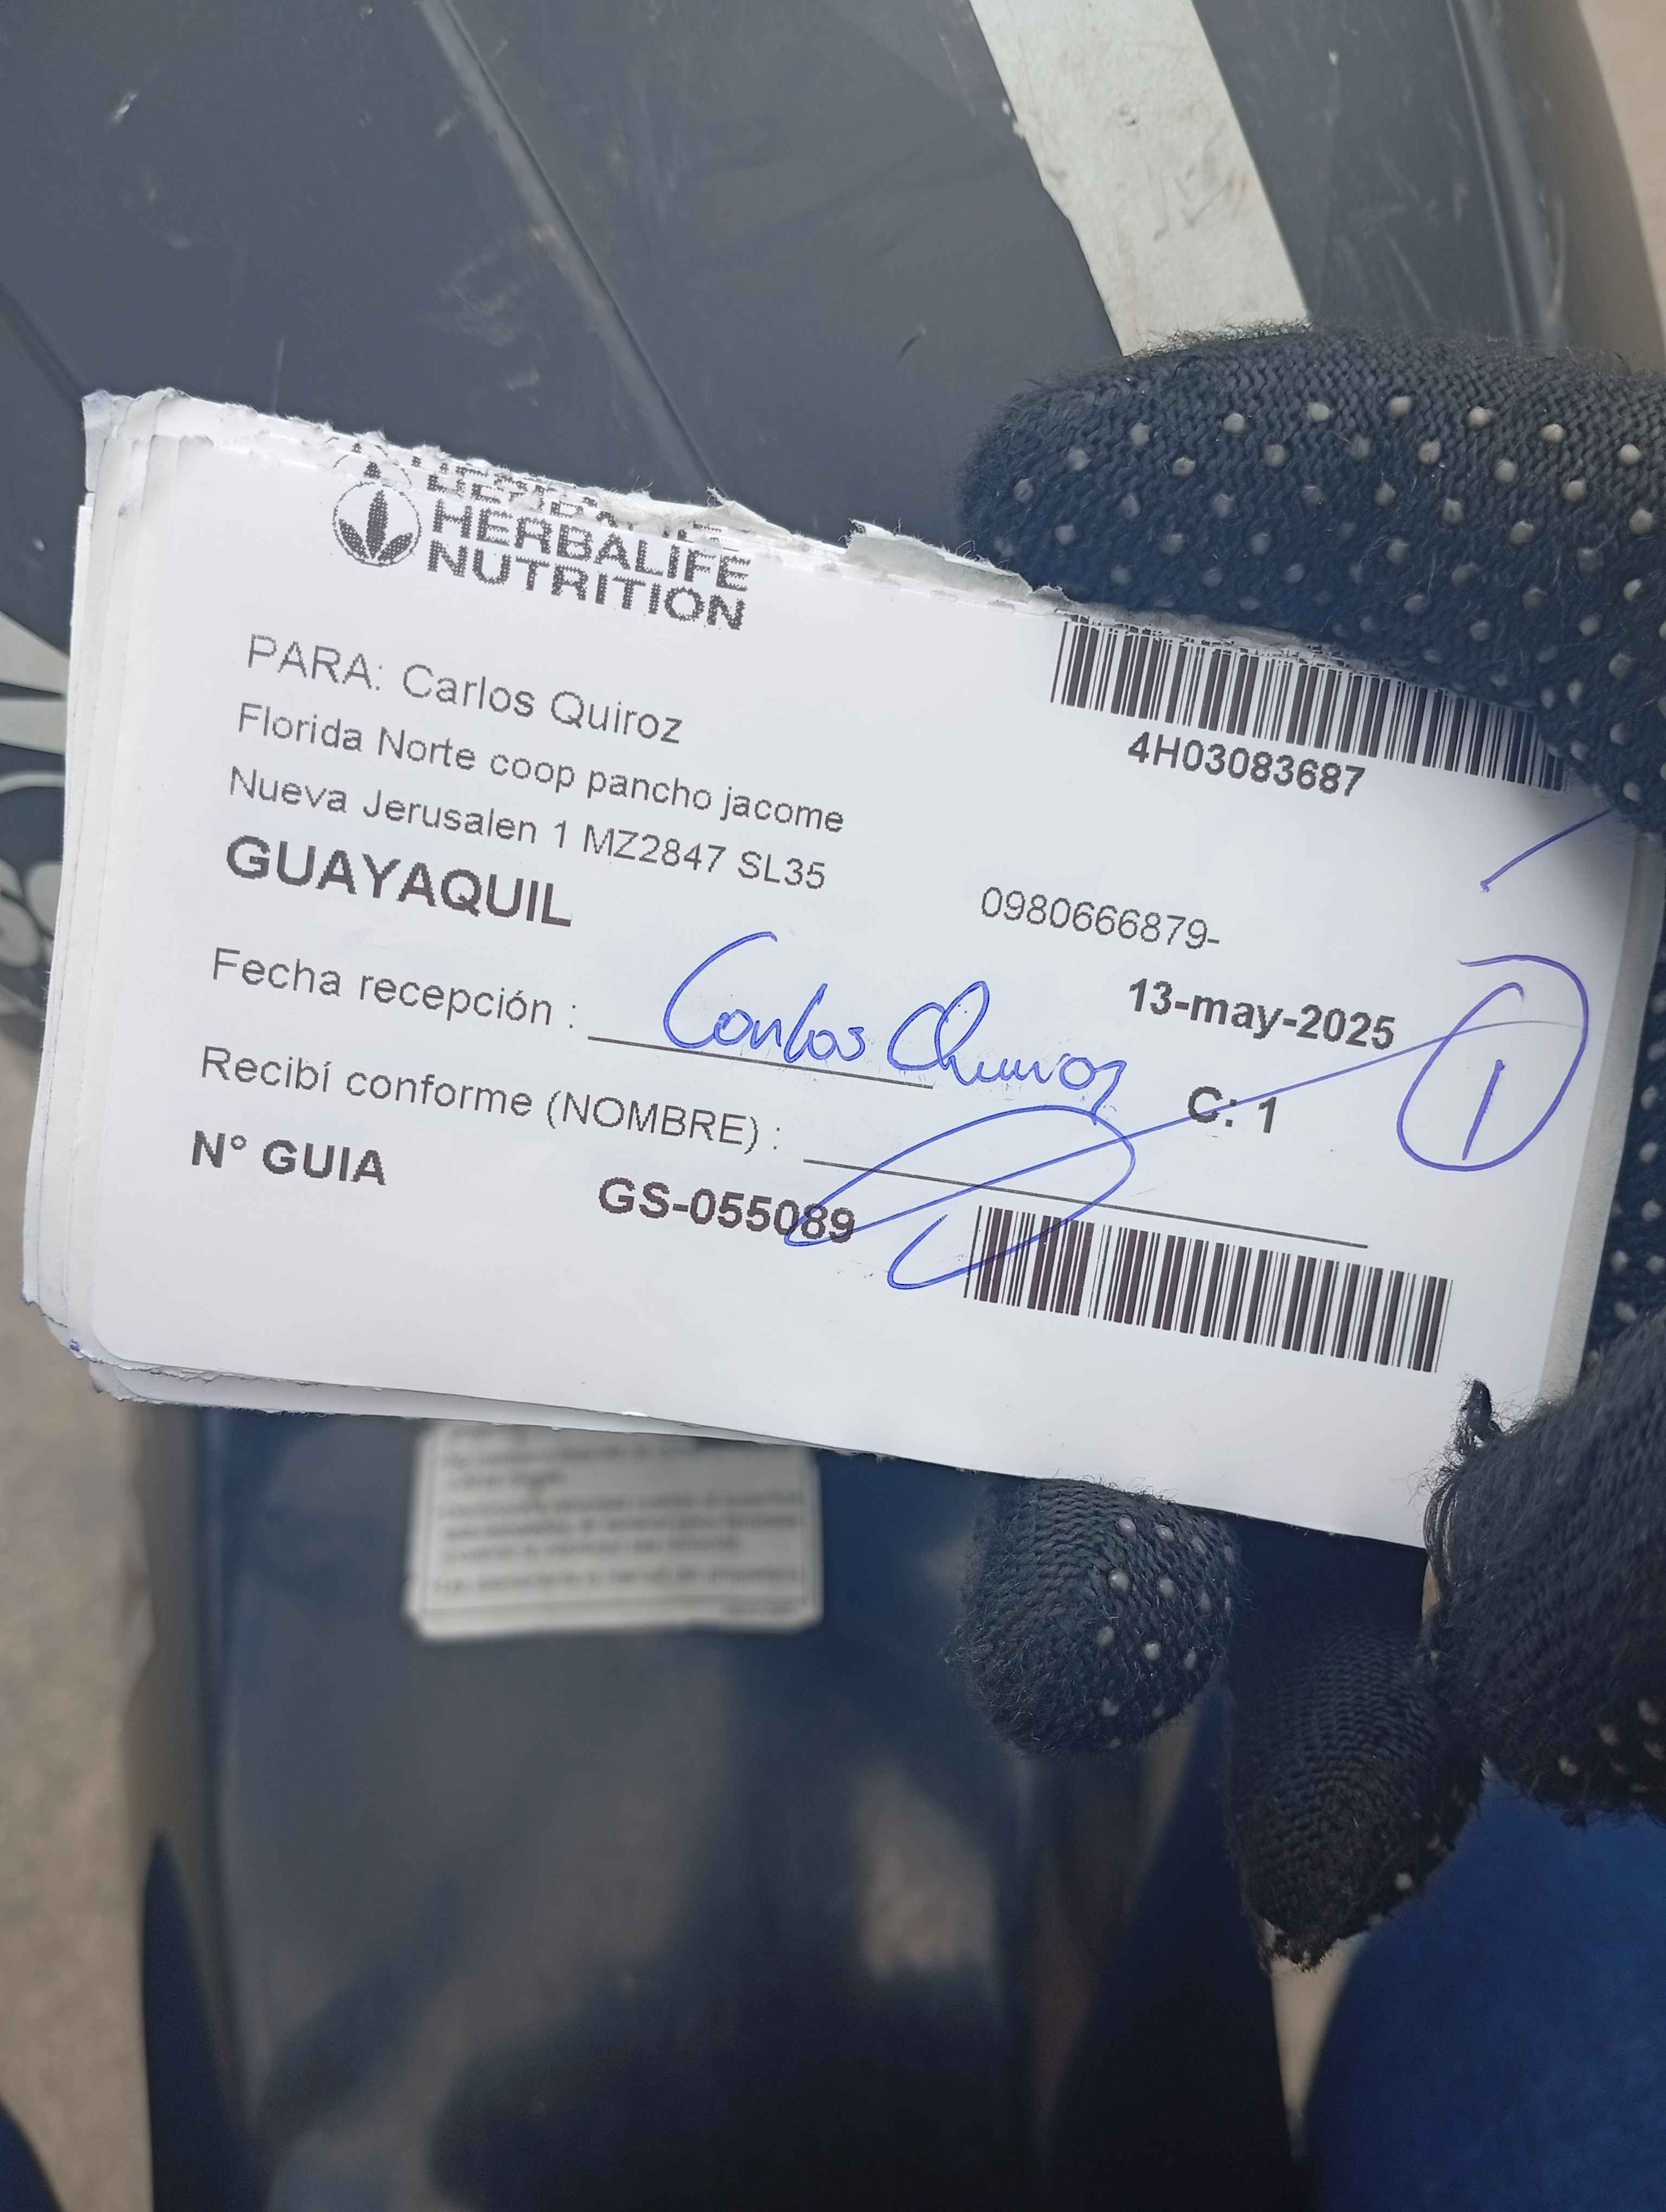 HERBALIFE
NUTRITION
PARA: Carlos Quiroz
Florida Norte coop pancho jacome
Nueva Jerusalen 1 MZ2847 SL35
GUAYAQUIL
4H03083687
0980666879-
13-may-2025
Fecha recepción :
Carlos
C: 1
1
Recibí conforme (NOMBRE) :
N° GUIA
GS-055089